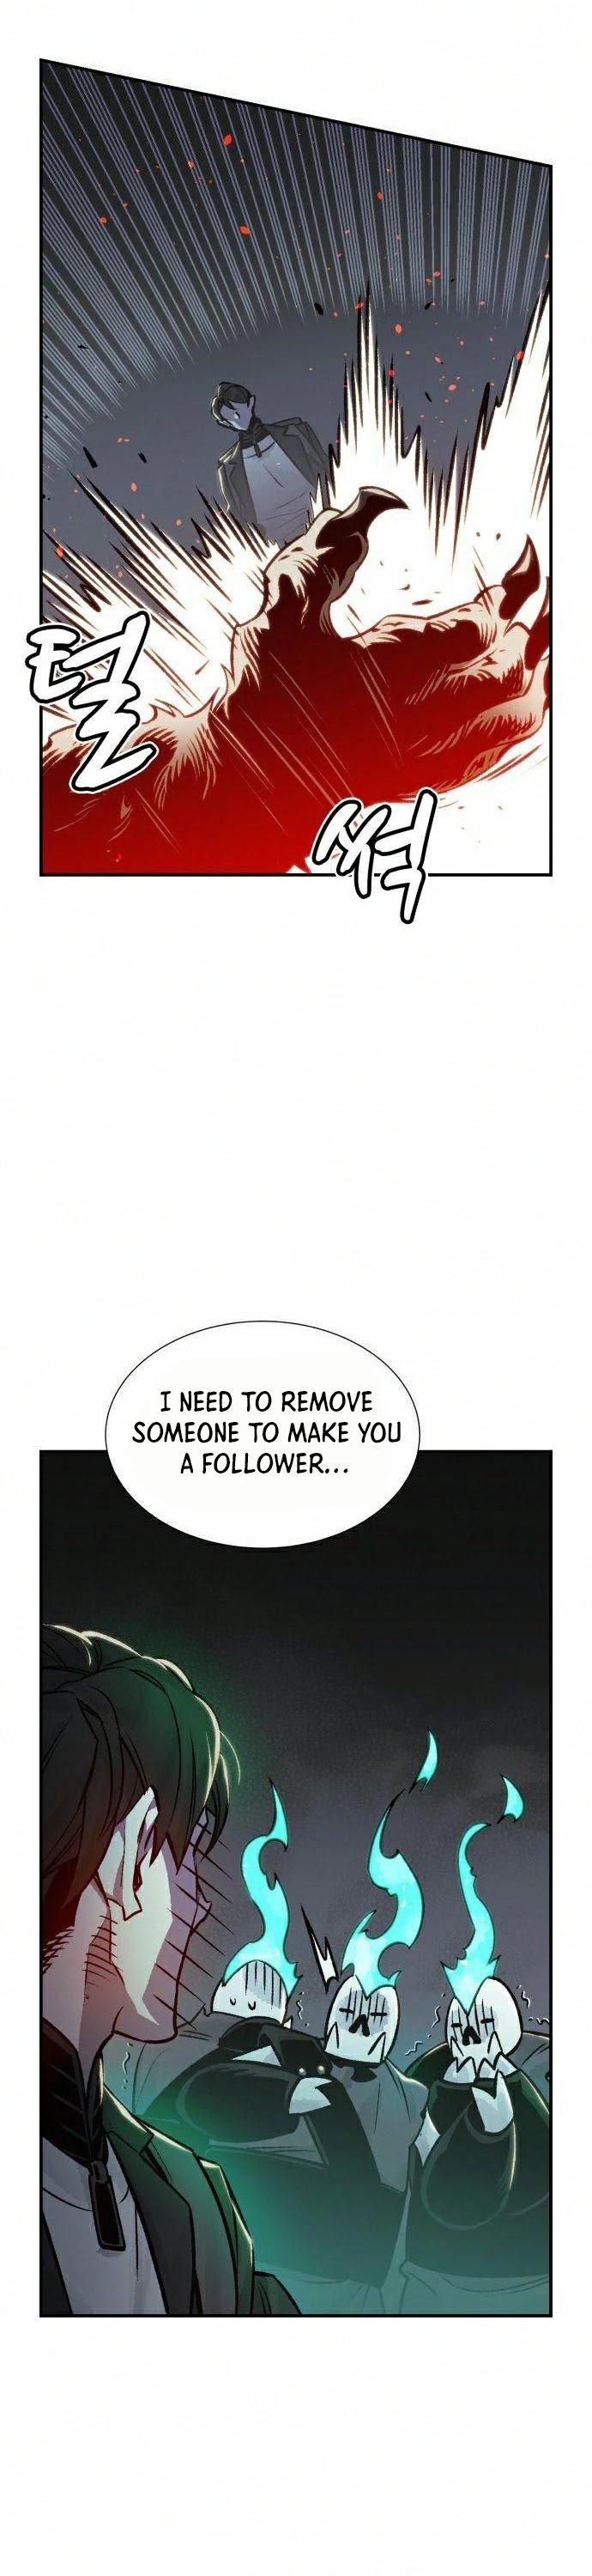 털
썩
I NEED TO REMOVE
SOMEONE TO MAKE YOU
A FOLLOWER...